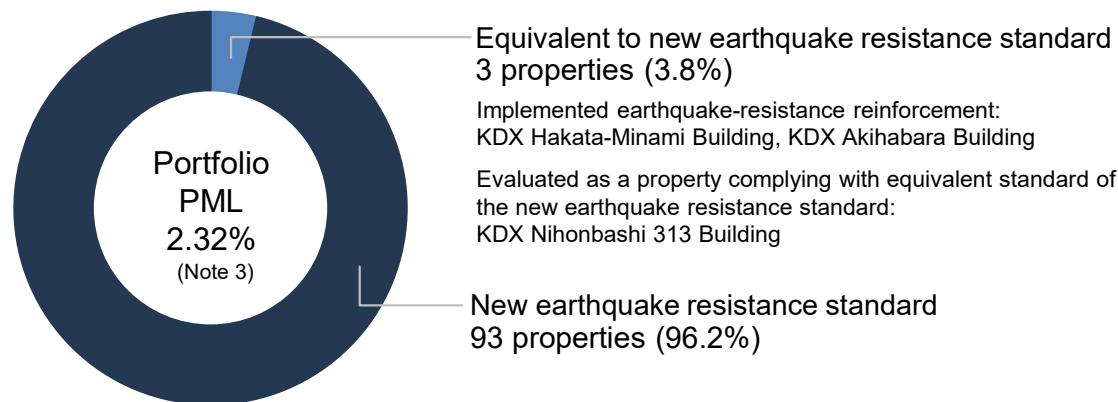 Portfolio
PML
2.32%
(Note 3)
Equivalent to new earthquake resistance standard
3 properties (3.8%)
Implemented earthquake-resistance reinforcement:
KDX Hakata-Minami Building, KDX Akihabara Building
Evaluated as a property complying with equivalent standard of
the new earthquake resistance standard:
KDX Nihonbashi 313 Building
New earthquake resistance standard
93 properties (96.2%)